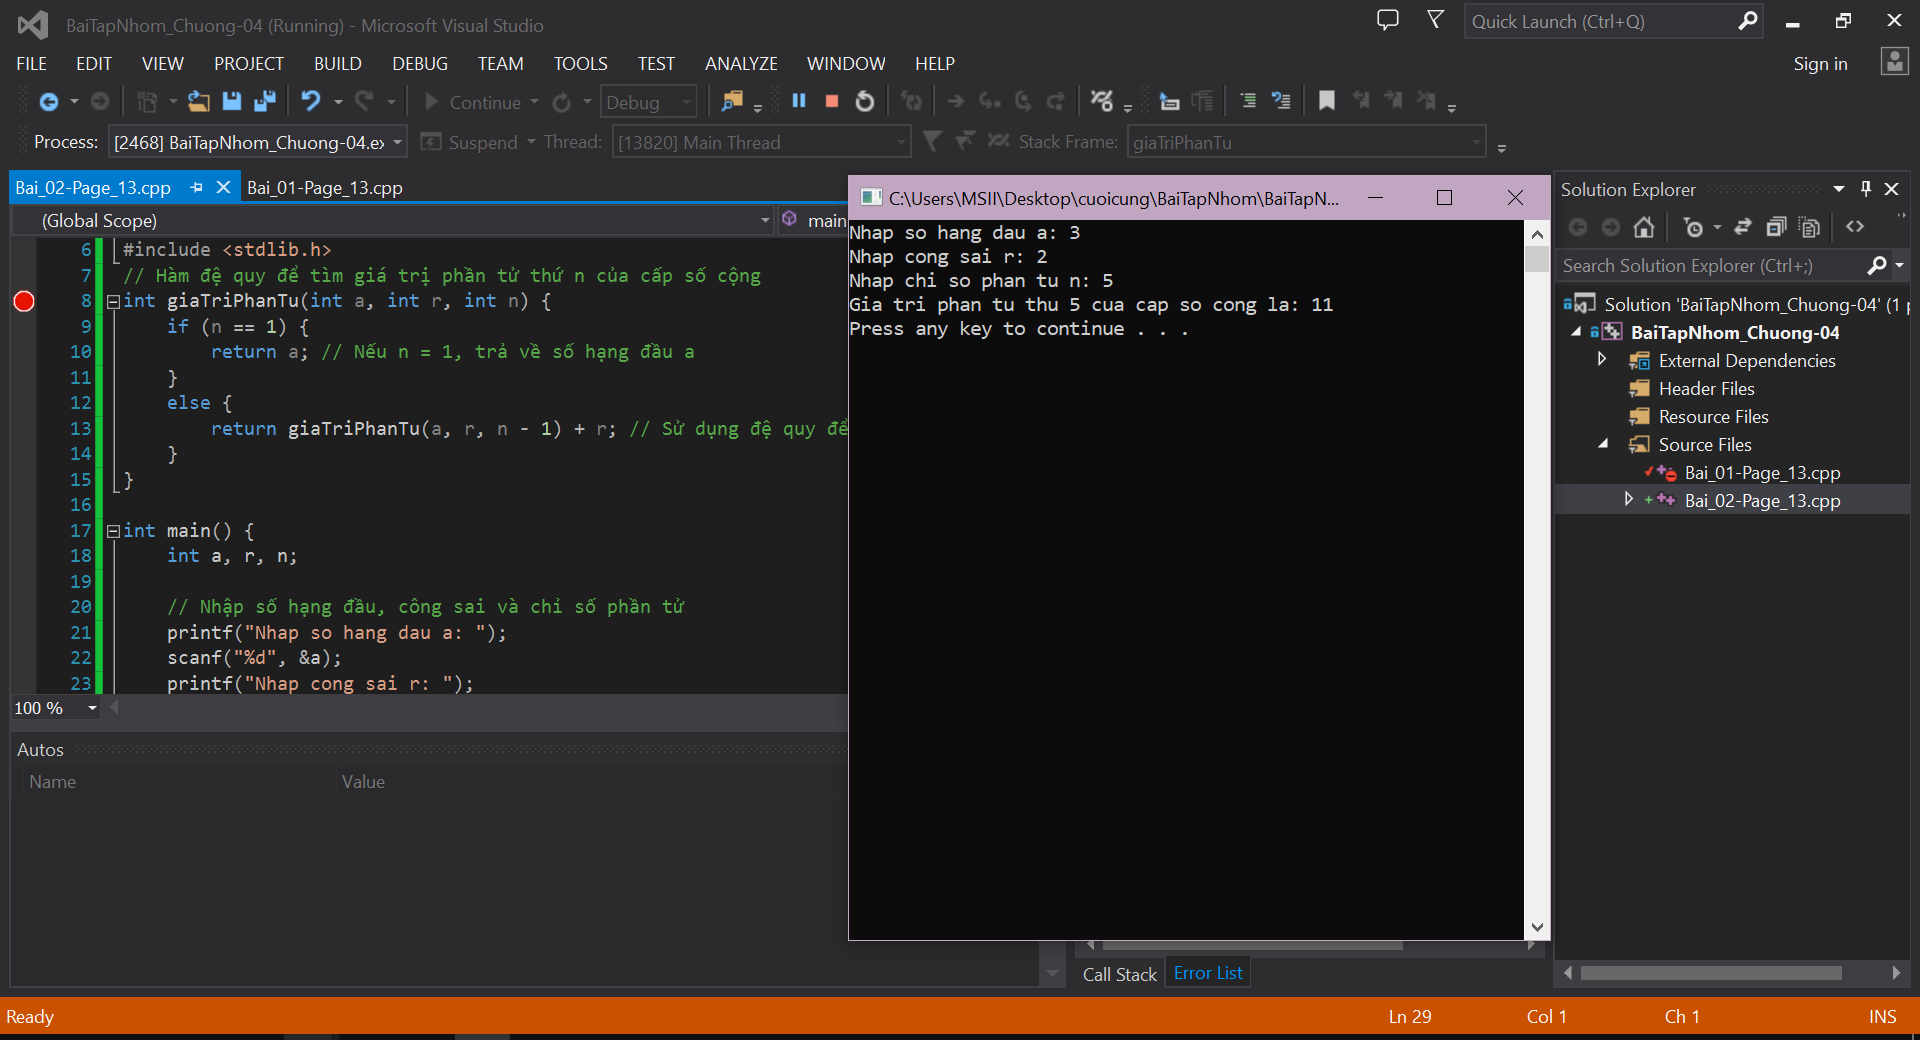 BaiTapNhom_Chuong-04 (Running) - Microsoft Visual Studio
Quick Launch (Ctrl+Q)
FILE EDIT VIEW PROJECT BUILD DEBUG TEAM TOOLS TEST ANALYZE WINDOW HELP
Sign in
Continue Debug
Process: [2468] BaiTapNhom_Chuong-04.ex Suspend Thread: [13820] Main Thread Stack Frame: giaTriPhanTu
Bai_02-Page_13.cpp Bai_01-Page_13.cpp
(Global Scope) main
6 #include <stdlib.h>
7 // Hàm đệ quy để tìm giá trị phần tử thứ n của cấp số cộng
8 int giaTriPhanTu(int a, int r, int n) {
9 if (n == 1) {
10 return a; // Nếu n = 1, trả về số hạng đầu a
11 }
12 else {
13 return giaTriPhanTu(a, r, n - 1) + r; // Sử dụng đệ quy để
14 }
15 }
16
17 int main() {
18 int a, r, n;
19
20 // Nhập số hạng đầu, công sai và chỉ số phần tử
21 printf("Nhap so hang dau a: ");
22 scanf("%d", &a);
23 printf("Nhap cong sai r: ");
100 %
Autos
Name Value
C:\Users\MSII\Desktop\cuoicung\BaiTapNhom\BaiTapN...
Nhap so hang dau a: 3
Nhap cong sai r: 2
Nhap chi so phan tu n: 5
Gia tri phan tu thu 5 cua cap so cong la: 11
Press any key to continue . . .
Call Stack Error List
Solution Explorer
Search Solution Explorer (Ctrl+;)
Solution 'BaiTapNhom_Chuong-04' (1 p
BaiTapNhom_Chuong-04
External Dependencies
Header Files
Resource Files
Source Files
Bai_01-Page_13.cpp
Bai_02-Page_13.cpp
Ready Ln 29 Col 1 Ch 1 INS